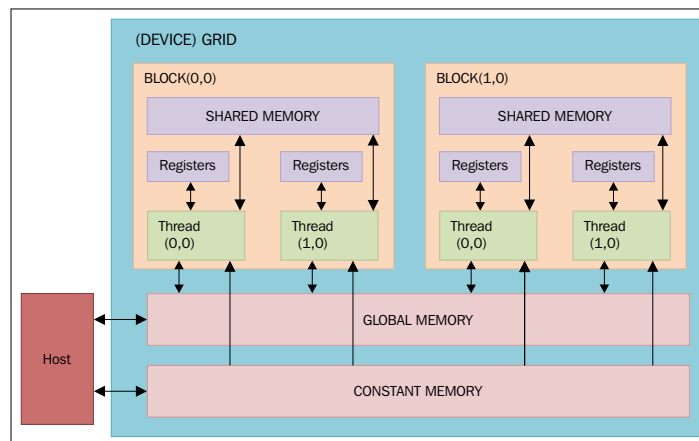 (DEVICE) GRID
BLOCK(0,0)
SHARED MEMORY
Registers
Registers
Thread
(0,0)
Thread
(1,0)
BLOCK(1,0)
SHARED MEMORY
Registers
Registers
Thread
(0,0)
Thread
(1,0)
Host
GLOBAL MEMORY
CONSTANT MEMORY